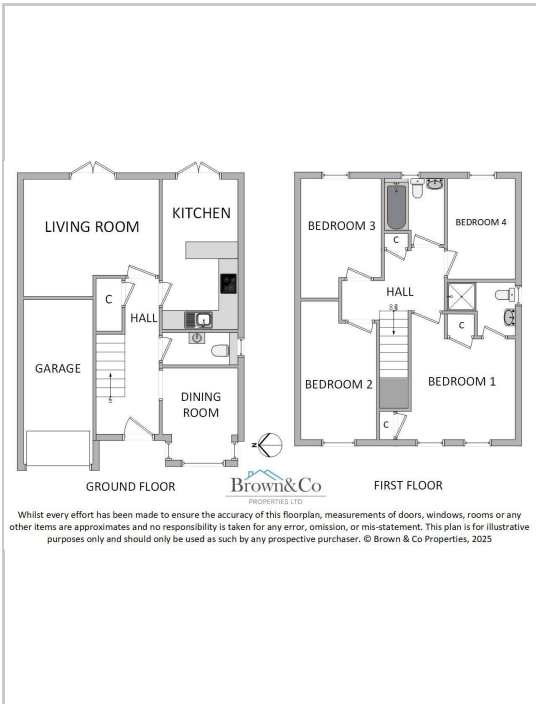 LIVING ROOM
KITCHEN
C
HALL
GARAGE
UP
DINING
ROOM
GROUND FLOOR
BEDROOM 3
BEDROOM 4
C
HALL
DN
C
BEDROOM 2
BEDROOM 1
C
FIRST FLOOR
N
Brown&Co
PROPERTIES LTD
Whilst every effort has been made to ensure the accuracy of this floorplan, measurements of doors, windows, rooms or any
other items are approximates and no responsibility is taken for any error, omission, or mis-statement. This plan is for illustrative
purposes only and should only be used as such by any prospective purchaser. © Brown & Co Properties, 2025